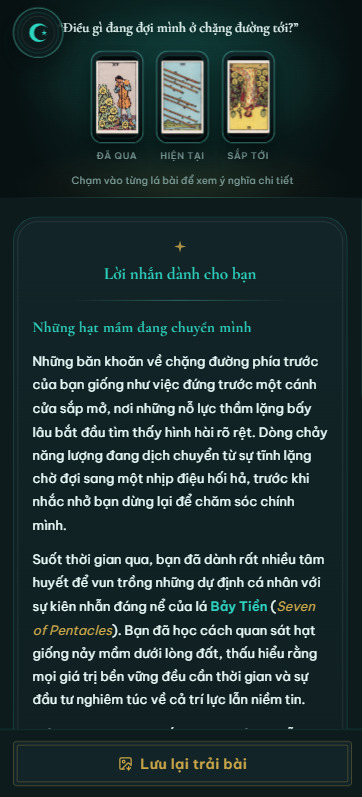 Điều gì đang đợi mình ở chặng đường tới?”
ĐÃ QUA
HIỆN TẠI
SẮP TỚI
Chạm vào từng lá bài để xem ý nghĩa chi tiết
Lời nhắn dành cho bạn
Những hạt mầm đang chuyển mình
Những băn khoăn về chặng đường phía trước
của bạn giống như việc đứng trước một cánh
cửa sắp mở, nơi những nỗ lực thầm lặng bấy
lâu bắt đầu tìm thấy hình hài rõ rệt. Dòng chảy
năng lượng đang dịch chuyển từ sự tĩnh lặng
chờ đợi sang một nhịp điệu hối hả, trước khi
nhắc nhở bạn dừng lại để chăm sóc chính
mình.
Suốt thời gian qua, bạn đã dành rất nhiều tâm
huyết để vun trồng những dự định cá nhân với
sự kiên nhẫn đáng nể của lá Bảy Tiền (Seven
of Pentacles). Bạn đã học cách quan sát hạt
giống nảy mầm dưới lòng đất, thấu hiểu rằng
mọi giá trị bền vững đều cần thời gian và sự
đầu tư nghiêm túc về cả trí lực lẫn niềm tin.
Lưu lại trải bài